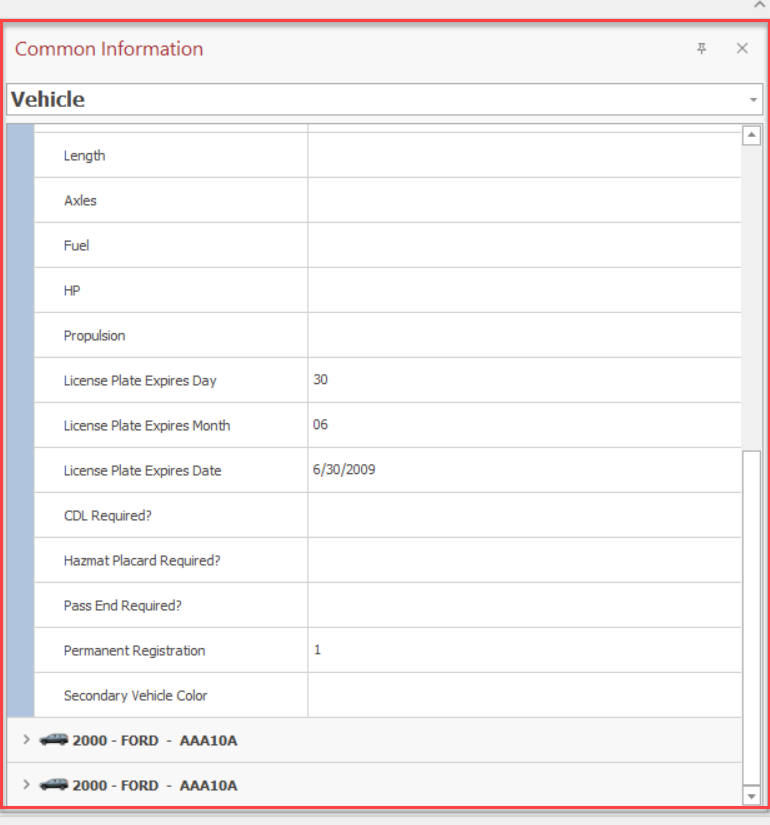 Common Information
Vehicle
Length
Axles
Fuel
HP
Propulsion
License Plate Expires Day 30
License Plate Expires Month 06
License Plate Expires Date 6/30/2009
CDL Required?
Hazmat Placard Required?
Pass End Required?
Permanent Registration 1
Secondary Vehicle Color
2000 - FORD - AAA10A
2000 - FORD - AAA10A